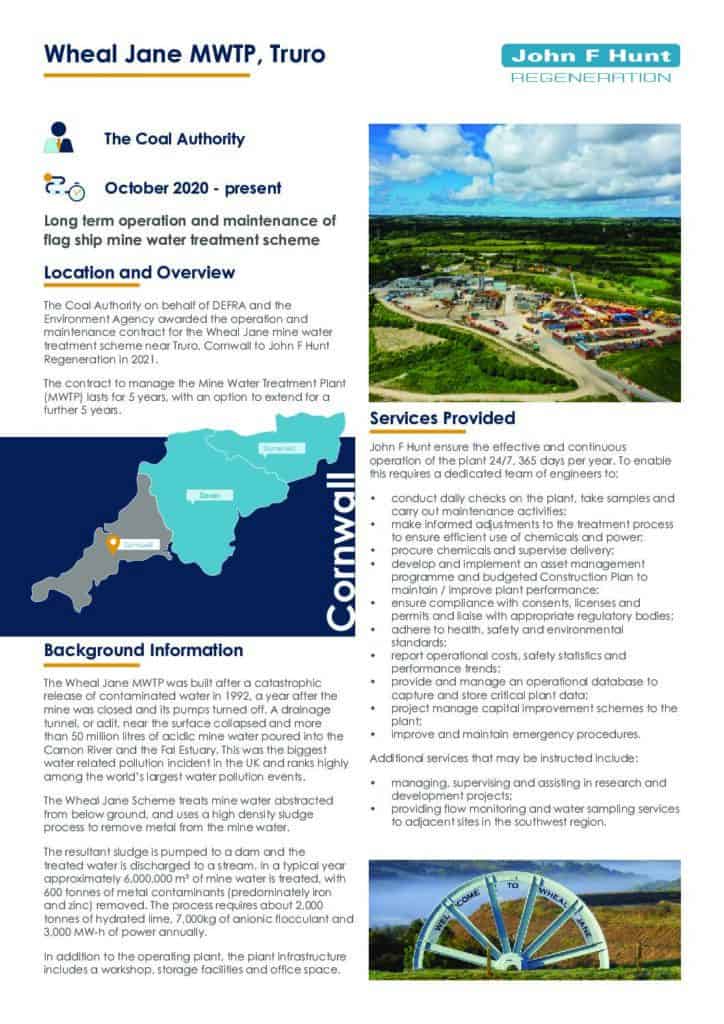 Wheal Jane MWTP, Truro
John F Hunt
REGENERATION
The Coal Authority
October 2020 - present
Long term operation and maintenance of
flag ship mine water treatment scheme
Location and Overview
The Coal Authority on behalf of DEFRA and the
Environment Agency awarded the operation and
maintenance contract for the Wheal Jane mine water
treatment scheme near Truro, Cornwall to John F Hunt
Regeneration in 2021.
The contract to manage the Mine Water Treatment Plant
(MWTP) lasts for 5 years, with an option to extend for a
further 5 years.
Somerset
Devon
Cornwall
Cornwall
Background Information
The Wheal Jane MWTP was built after a catastrophic
release of contaminated water in 1992, a year after the
mine was closed and its pumps turned off. A drainage
tunnel, or adit, near the surface collapsed and more
than 50 million litres of acidic mine water poured into the
Carnon River and the Fal Estuary. This was the biggest
water related pollution incident in the UK and ranks highly
among the world's largest water pollution events.
The Wheal Jane Scheme treats mine water abstracted
from below ground, and uses a high density sludge
process to remove metal from the mine water.
The resultant sludge is pumped to a dam and the
treated water is discharged to a stream. In a typical year
approximately 6,000,000 m³ of mine water is treated, with
600 tonnes of metal contaminants (predominately iron
and zinc) removed. The process requires about 2,000
tonnes of hydrated lime, 7,000kg of anionic flocculant and
3,000 MW-h of power annually.
In addition to the operating plant, the plant infrastructure
includes a workshop, storage facilities and office space.
Services Provided
John F Hunt ensure the effective and continuous
operation of the plant 24/7, 365 days per year. To enable
this requires a dedicated team of engineers to:
• conduct daily checks on the plant, take samples and
carry out maintenance activities;
• make informed adjustments to the treatment process
to ensure efficient use of chemicals and power;
• procure chemicals and supervise delivery;
• develop and implement an asset management
programme and budgeted Construction Plan to
maintain / improve plant performance;
• ensure compliance with consents, licenses and
permits and liaise with appropriate regulatory bodies;
• adhere to health, safety and environmental
standards;
• report operational costs, safety statistics and
performance trends;
• provide and manage an operational database to
capture and store critical plant data;
• project manage capital improvement schemes to the
plant;
• improve and maintain emergency procedures.
Additional services that may be instructed include:
• managing, supervising and assisting in research and
development projects;
• providing flow monitoring and water sampling services
to adjacent sites in the southwest region.
WEL COME TO WHEAL JANE